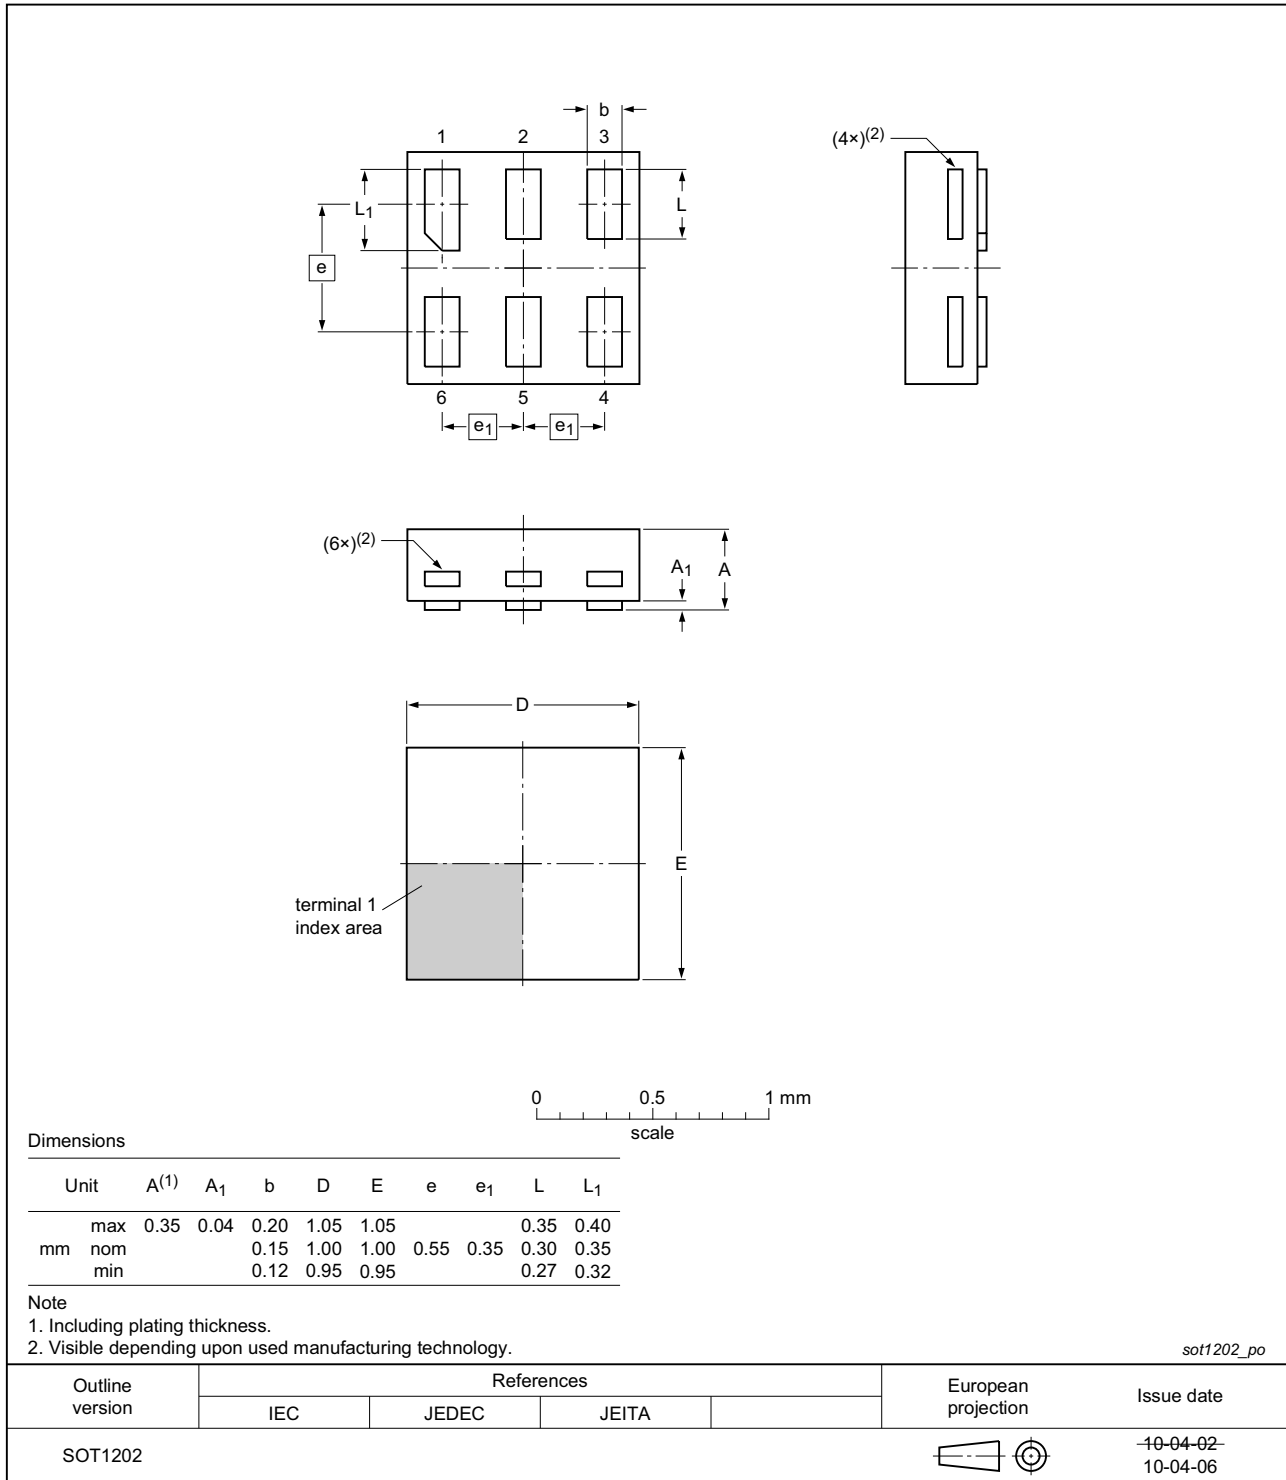 b
1 2 3
(4×)(2)
L1
L
e
6 5 4
e1 e1
(6×)(2)
A1 A
D
E
terminal 1
index area
0 0.5 1 mm
scale
Dimensions
Unit A(1) A1 b D E e e1 L L1
max 0.35 0.04 0.20 1.05 1.05 0.35 0.40
mm nom 0.15 1.00 1.00 0.55 0.35 0.30 0.35
min 0.12 0.95 0.95 0.27 0.32
Note
1. Including plating thickness.
2. Visible depending upon used manufacturing technology.
sot1202_po
Outline
version
References
IEC JEDEC JEITA
European
projection
Issue date
SOT1202
10-04-02
10-04-06